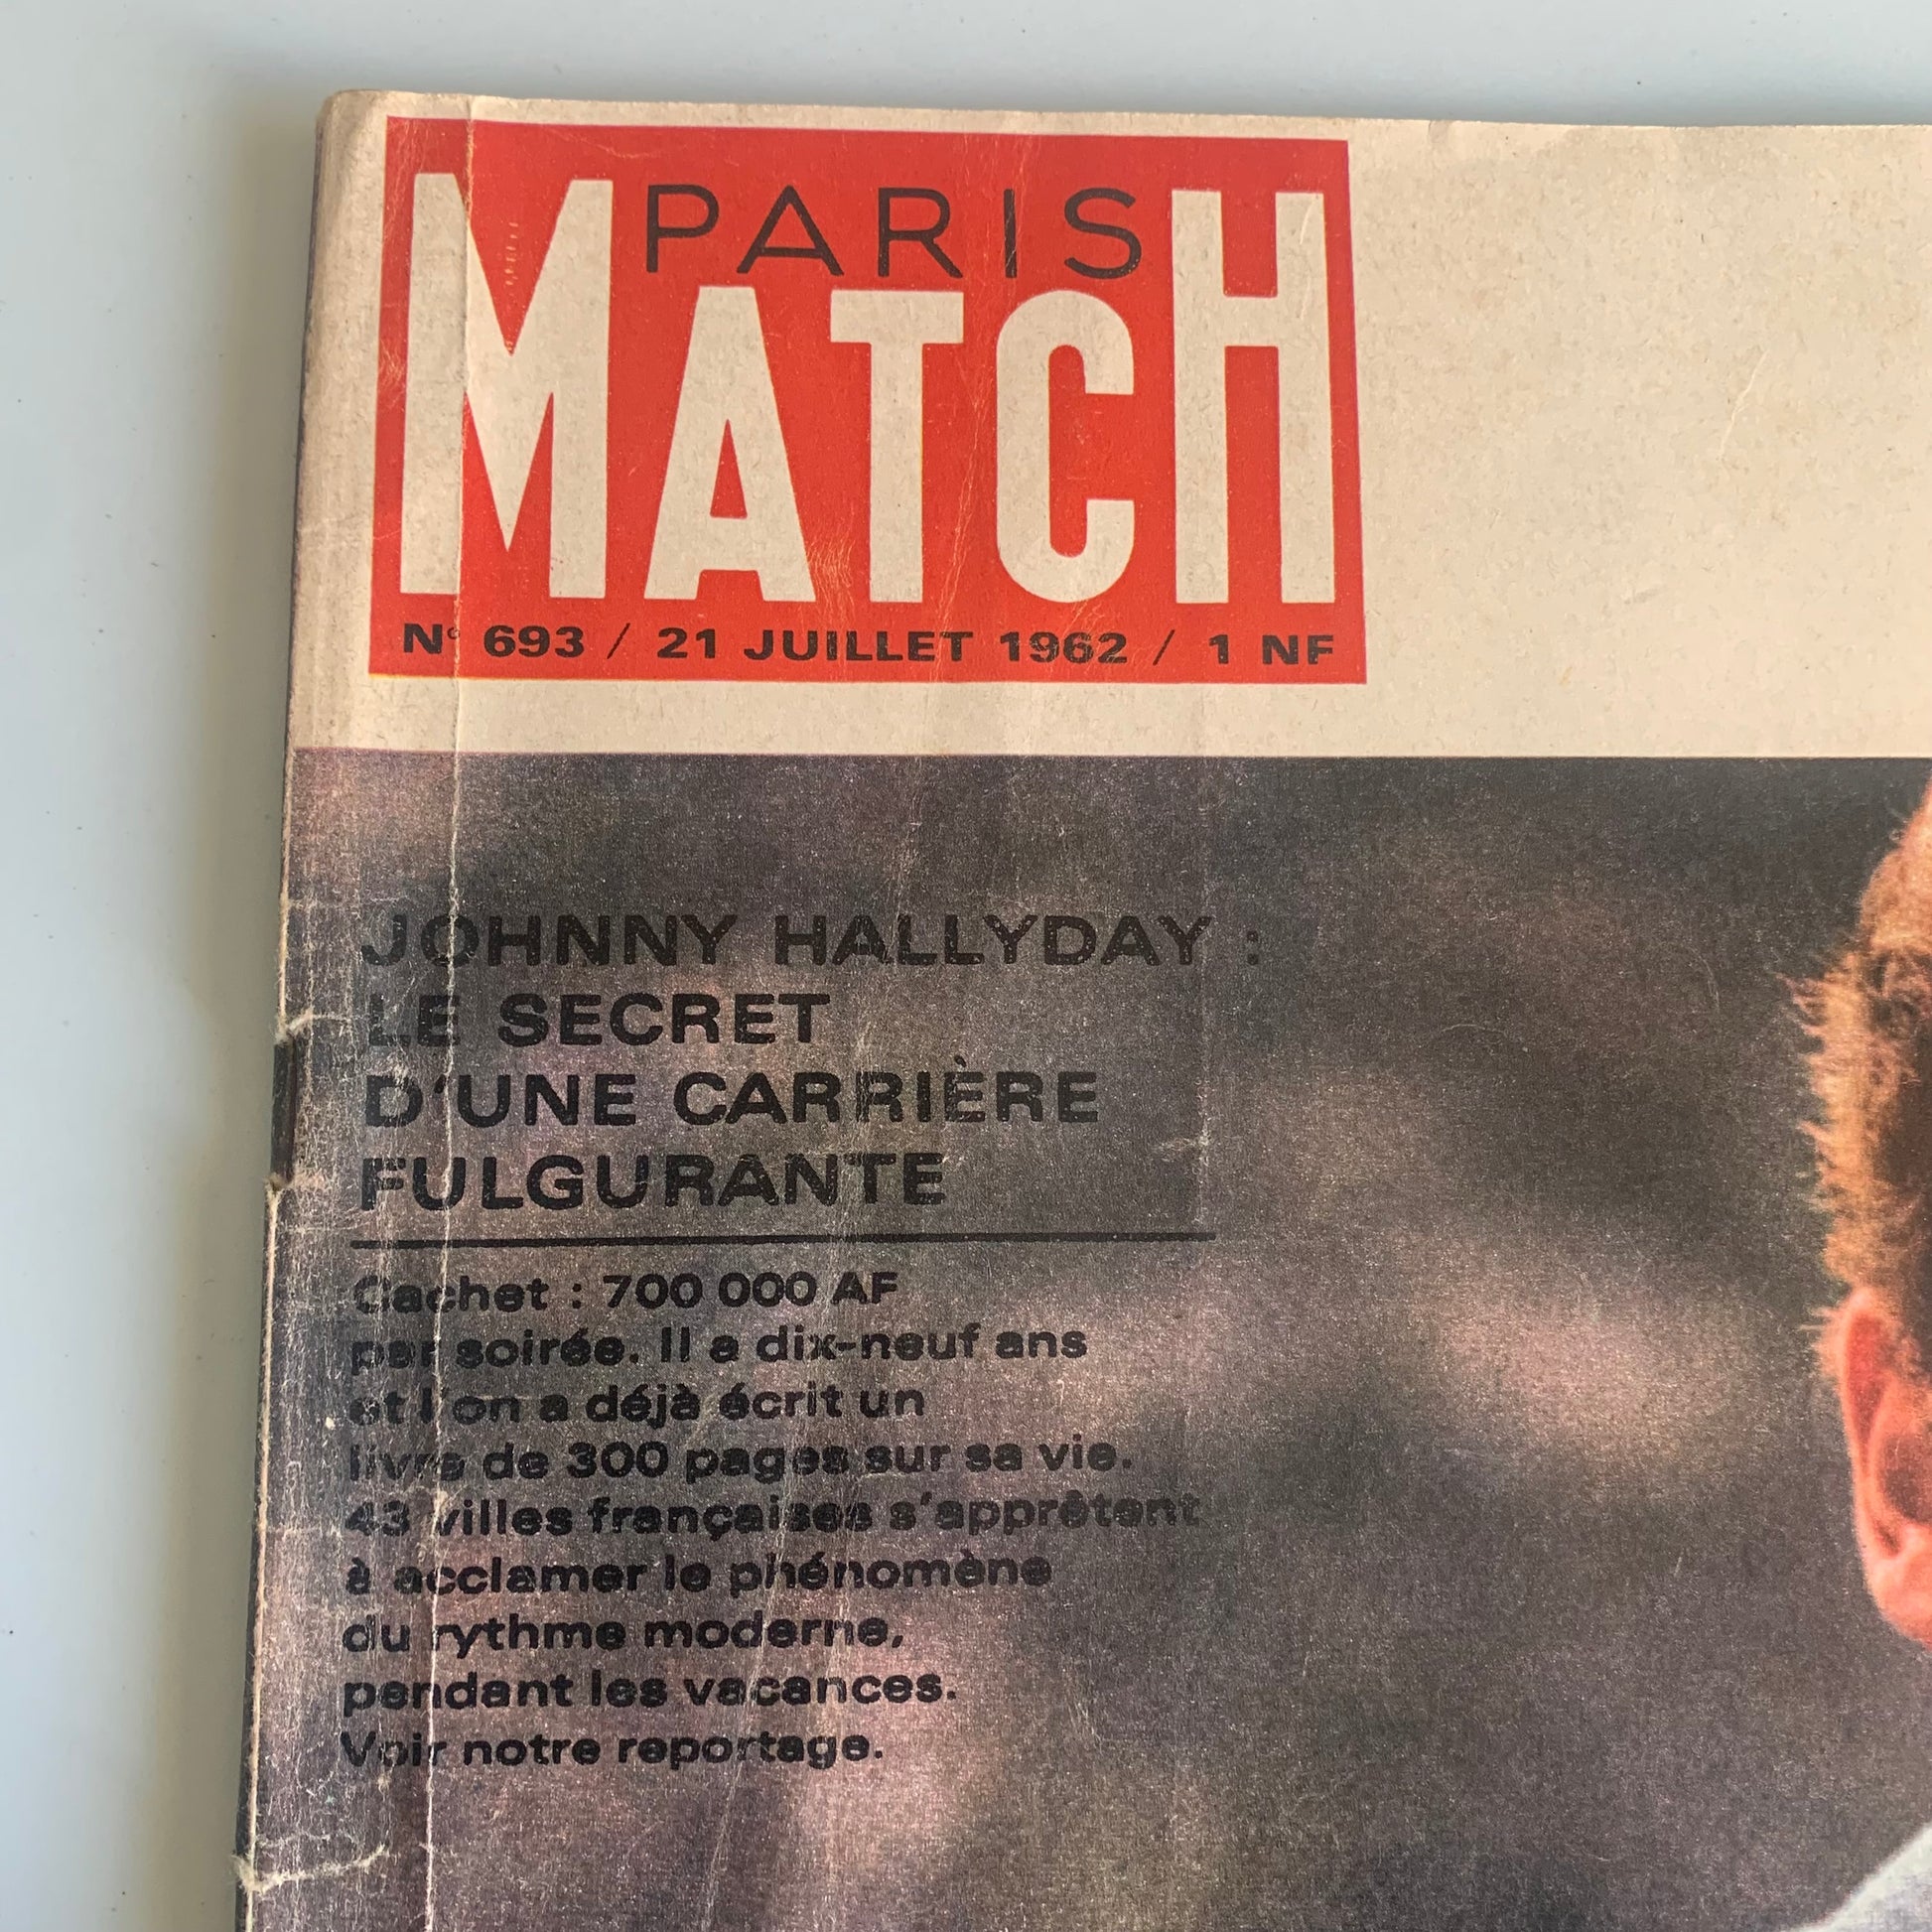 PARIS
MATCH
N° 693 / 21 JUILLET 1962 / 1 NF
JOHNNY HALLYDAY :
LE SECRET
D'UNE CARRIÈRE
FULGURANTE
Cachet : 700 000 AF
par soirée. Il a dix-neuf ans
et l'on a déjà écrit un
livre de 300 pages sur sa vie.
43 villes françaises s'apprêtent
à acclamer le phénomène
du rythme moderne,
pendant les vacances.
Voir notre reportage.